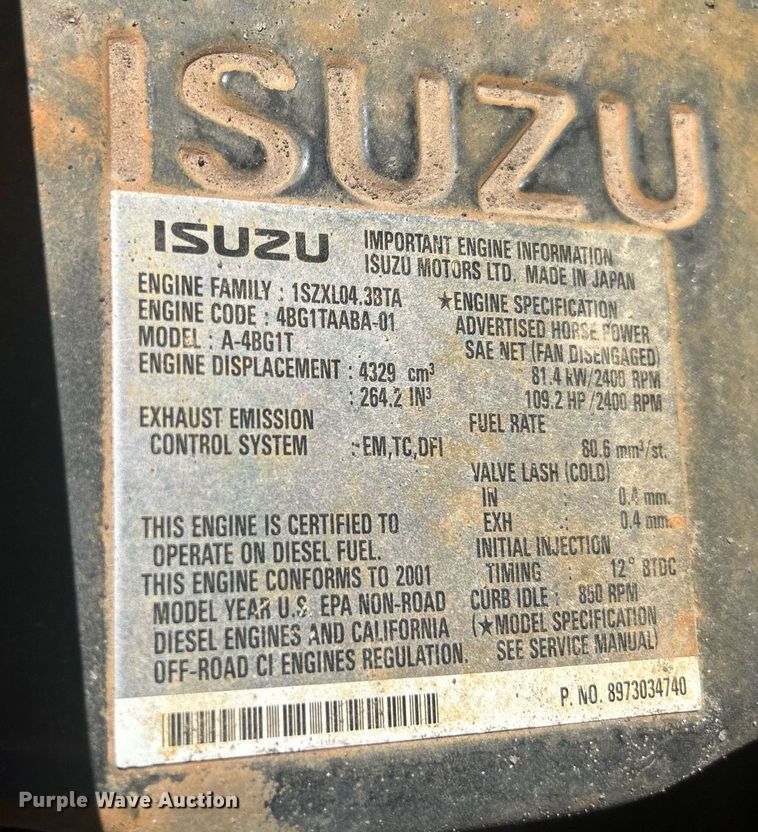 ISUZU
ISUZU
IMPORTANT ENGINE INFORMATION
ISUZU MOTORS LTD. MADE IN JAPAN
ENGINE FAMILY : 1SZXL04.3BTA
ENGINE CODE : 4BG1TAABA-01
MODEL : A-4BG1T
ENGINE DISPLACEMENT : 4329 cm³
: 264.2 IN³
EXHAUST EMISSION
CONTROL SYSTEM : EM,TC,DFI
THIS ENGINE IS CERTIFIED TO
OPERATE ON DIESEL FUEL.
THIS ENGINE CONFORMS TO 2001
MODEL YEAR U.S. EPA NON-ROAD
DIESEL ENGINES AND CALIFORNIA
OFF-ROAD CI ENGINES REGULATION.
★ENGINE SPECIFICATION
ADVERTISED HORSE POWER
SAE NET (FAN DISENGAGED)
81.4 kW/2400 RPM
109.2 HP/2400 RPM
FUEL RATE
80.6 mm³/st.
VALVE LASH (COLD)
IN : 0.4 mm.
EXH : 0.4 mm.
INITIAL INJECTION
TIMING : 12° BTDC
CURB IDLE : 850 RPM
(★MODEL SPECIFICATION
SEE SERVICE MANUAL)
P. NO. 8973034740
Purple Wave Auction